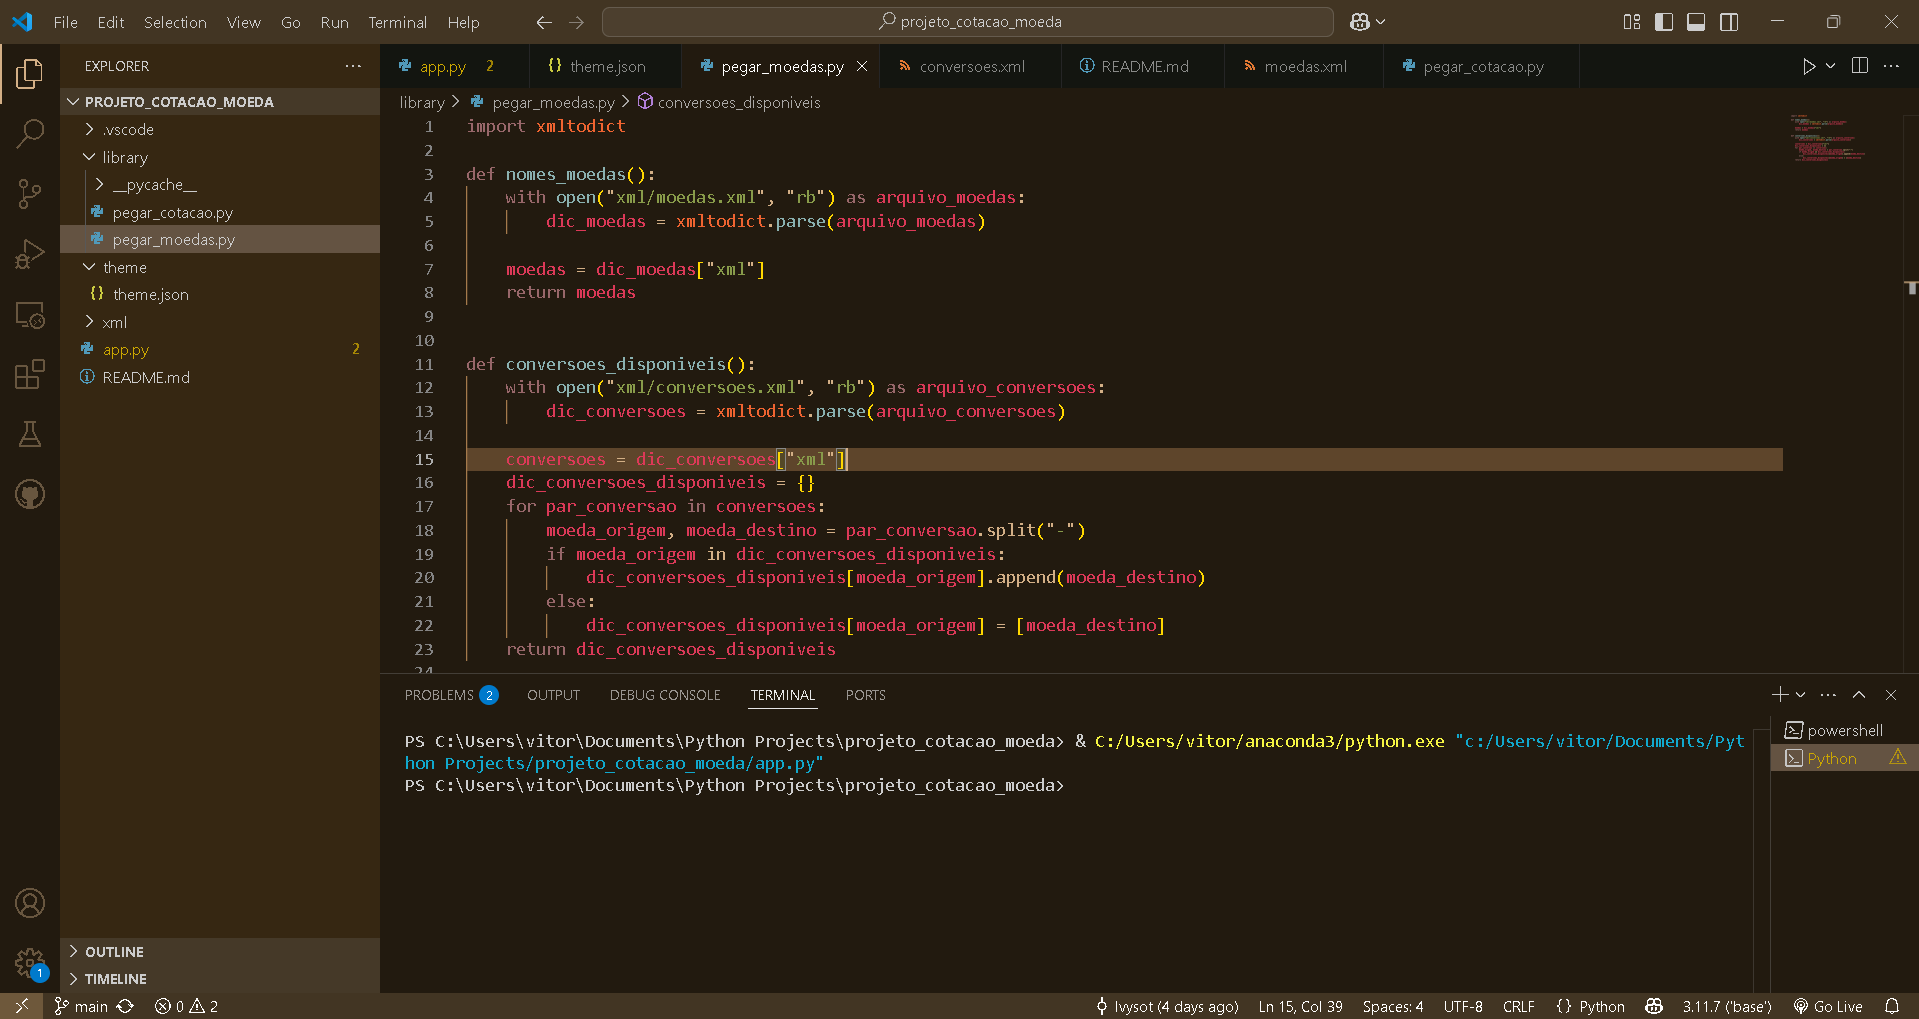 File Edit Selection View Go Run Terminal Help
projeto_cotacao_moeda
EXPLORER
PROJETO_COTACAO_MOEDA
.vscode
library
__pycache__
pegar_cotacao.py
pegar_moedas.py
theme
theme.json
xml
app.py 2
README.md
OUTLINE
TIMELINE
app.py 2 theme.json pegar_moedas.py conversoes.xml README.md moedas.xml pegar_cotacao.py
library > pegar_moedas.py > conversoes_disponiveis
1 import xmltodict
2
3 def nomes_moedas():
4 with open("xml/moedas.xml", "rb") as arquivo_moedas:
5 dic_moedas = xmltodict.parse(arquivo_moedas)
6
7 moedas = dic_moedas["xml"]
8 return moedas
9
10
11 def conversoes_disponiveis():
12 with open("xml/conversoes.xml", "rb") as arquivo_conversoes:
13 dic_conversoes = xmltodict.parse(arquivo_conversoes)
14
15 conversoes = dic_conversoes["xml"]
16 dic_conversoes_disponiveis = {}
17 for par_conversao in conversoes:
18 moeda_origem, moeda_destino = par_conversao.split("-")
19 if moeda_origem in dic_conversoes_disponiveis:
20 dic_conversoes_disponiveis[moeda_origem].append(moeda_destino)
21 else:
22 dic_conversoes_disponiveis[moeda_origem] = [moeda_destino]
23 return dic_conversoes_disponiveis
24
PROBLEMS 2 OUTPUT DEBUG CONSOLE TERMINAL PORTS
PS C:\Users\vitor\Documents\Python Projects\projeto_cotacao_moeda> & C:/Users/vitor/anaconda3/python.exe "c:/Users/vitor/Documents/Pyt
hon Projects/projeto_cotacao_moeda/app.py"
PS C:\Users\vitor\Documents\Python Projects\projeto_cotacao_moeda>
powershell
Python
1
main 0 2 lvysot (4 days ago) Ln 15, Col 39 Spaces: 4 UTF-8 CRLF {} Python 3.11.7 ('base') Go Live